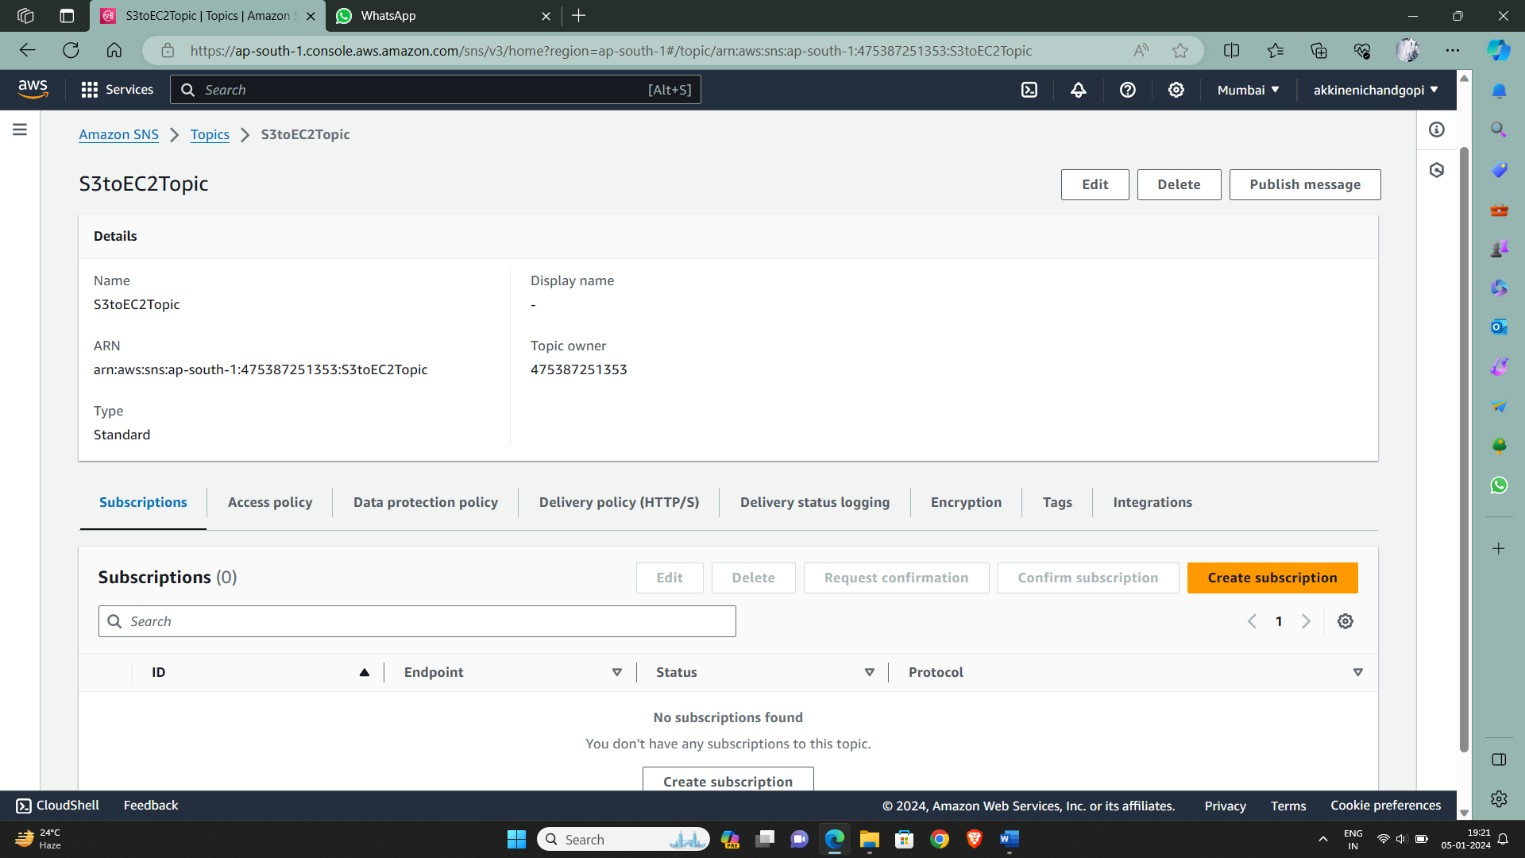 S3toEC2Topic | Topics | Amazon S
WhatsApp
https://ap-south-1.console.aws.amazon.com/sns/v3/home?region=ap-south-1#/topic/arn:aws:sns:ap-south-1:475387251353:S3toEC2Topic
aws Services Search [Alt+S] Mumbai akkinenichandgopi
Amazon SNS > Topics > S3toEC2Topic
S3toEC2Topic
Edit Delete Publish message
Details
Name
S3toEC2Topic
Display name
-
ARN
arn:aws:sns:ap-south-1:475387251353:S3toEC2Topic
Topic owner
475387251353
Type
Standard
Subscriptions Access policy Data protection policy Delivery policy (HTTP/S) Delivery status logging Encryption Tags Integrations
Subscriptions (0) Edit Delete Request confirmation Confirm subscription Create subscription
Search 1
ID Endpoint Status Protocol
No subscriptions found
You don't have any subscriptions to this topic.
Create subscription
CloudShell Feedback © 2024, Amazon Web Services, Inc. or its affiliates. Privacy Terms Cookie preferences
24°C
Haze
Search
ENG
IN
19:21
05-01-2024